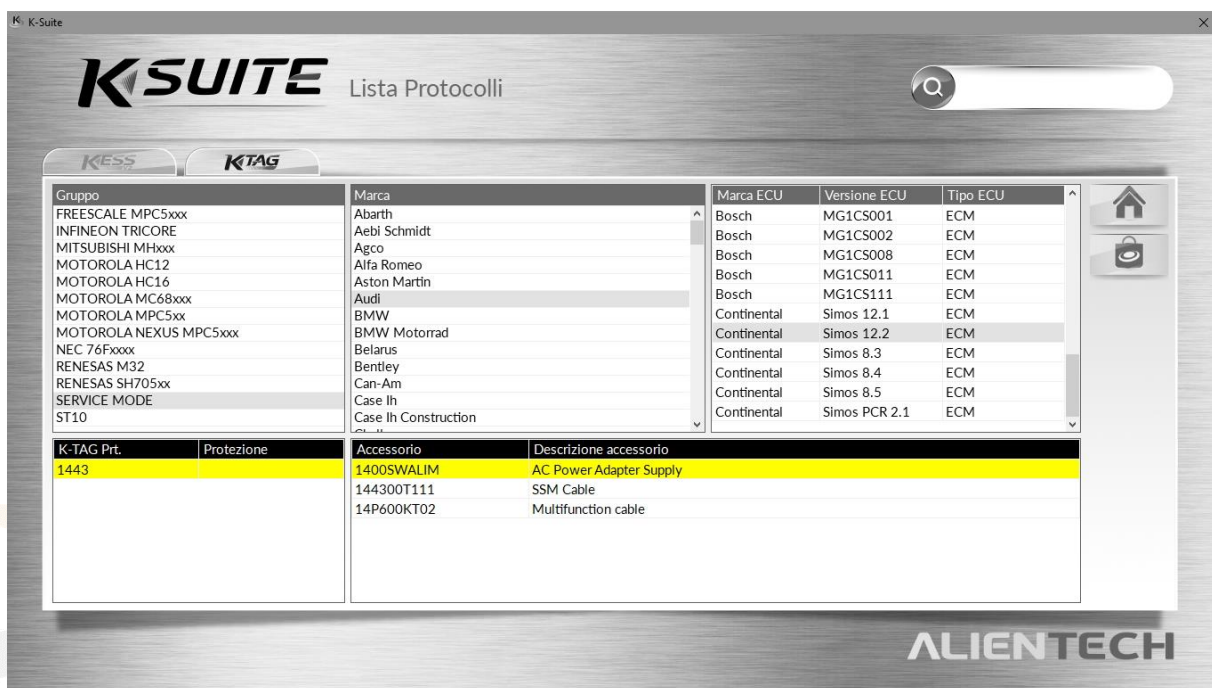 K-Suite
KSUITE Lista Protocolli
KESS KTAG
Gruppo
FREESCALE MPC5xxx
INFINEON TRICORE
MITSUBISHI MHxxx
MOTOROLA HC12
MOTOROLA HC16
MOTOROLA MC68xxx
MOTOROLA MPC5xx
MOTOROLA NEXUS MPC5xxx
NEC 76Fxxxx
RENESAS M32
RENESAS SH705xx
SERVICE MODE
ST10
Marca
Abarth
Aebi Schmidt
Agco
Alfa Romeo
Aston Martin
Audi
BMW
BMW Motorrad
Belarus
Bentley
Can-Am
Case Ih
Case Ih Construction
Marca ECU Versione ECU Tipo ECU
Bosch MG1CS001 ECM
Bosch MG1CS002 ECM
Bosch MG1CS008 ECM
Bosch MG1CS011 ECM
Bosch MG1CS111 ECM
Continental Simos 12.1 ECM
Continental Simos 12.2 ECM
Continental Simos 8.3 ECM
Continental Simos 8.4 ECM
Continental Simos 8.5 ECM
Continental Simos PCR 2.1 ECM
K-TAG Prt. Protezione
1443
Accessorio Descrizione accessorio
1400SWALIM AC Power Adapter Supply
144300T111 SSM Cable
14P600KT02 Multifunction cable
ALIENTECH